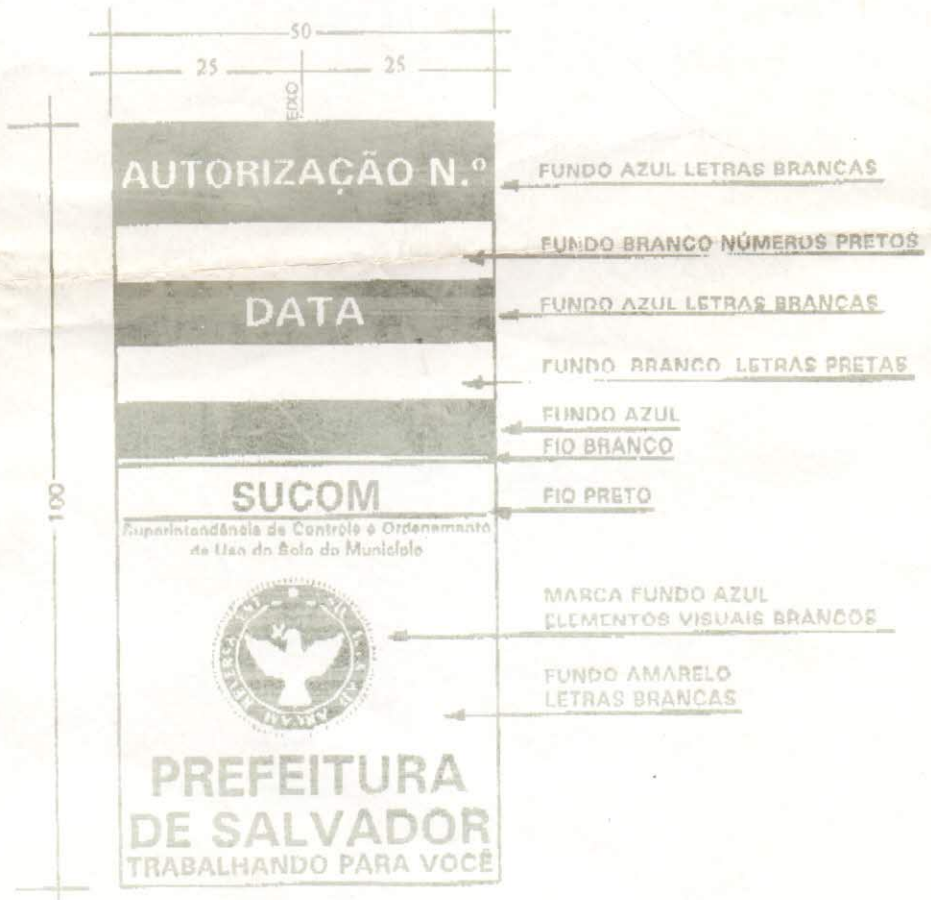 50
25 25
EIXO
AUTORIZAÇÃO N.º
FUNDO AZUL LETRAS BRANCAS
FUNDO BRANCO NÚMEROS PRETOS
DATA
FUNDO AZUL LETRAS BRANCAS
FUNDO BRANCO LETRAS PRETAS
FUNDO AZUL
FIO BRANCO
100
SUCOM
FIO PRETO
Superintendência de Controle e Ordenamento
do Uso do Solo do Município
MARCA FUNDO AZUL
ELEMENTOS VISUAIS BRANCOS
FUNDO AMARELO
LETRAS BRANCAS
PREFEITURA
DE SALVADOR
TRABALHANDO PARA VOCÊ